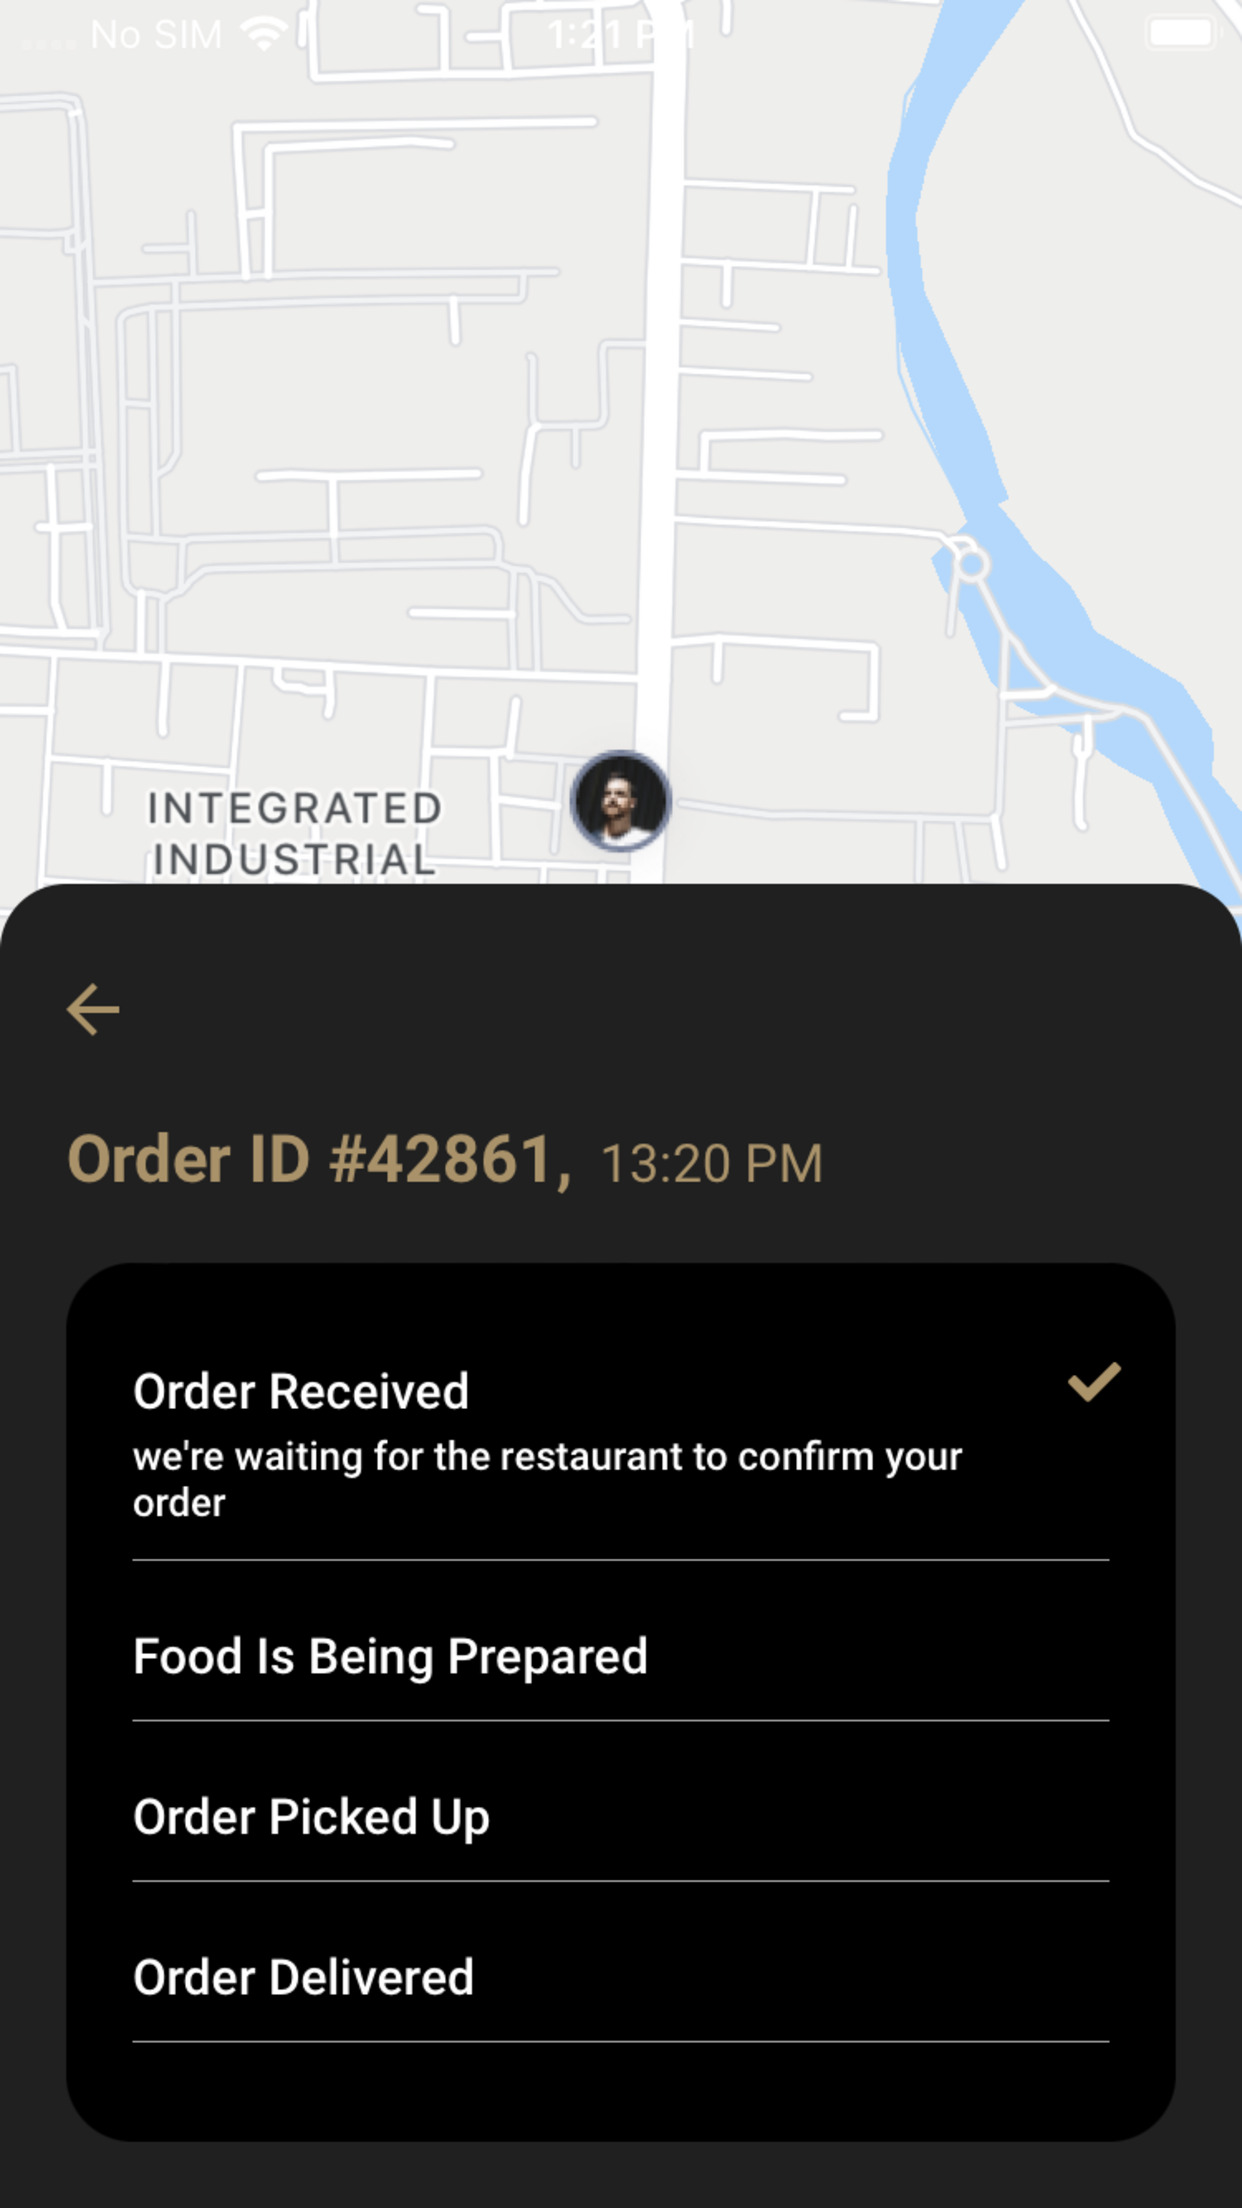 No SIM 1:21 PM
INTEGRATED
INDUSTRIAL
Order ID #42861, 13:20 PM
Order Received
we're waiting for the restaurant to confirm your
order
Food Is Being Prepared
Order Picked Up
Order Delivered